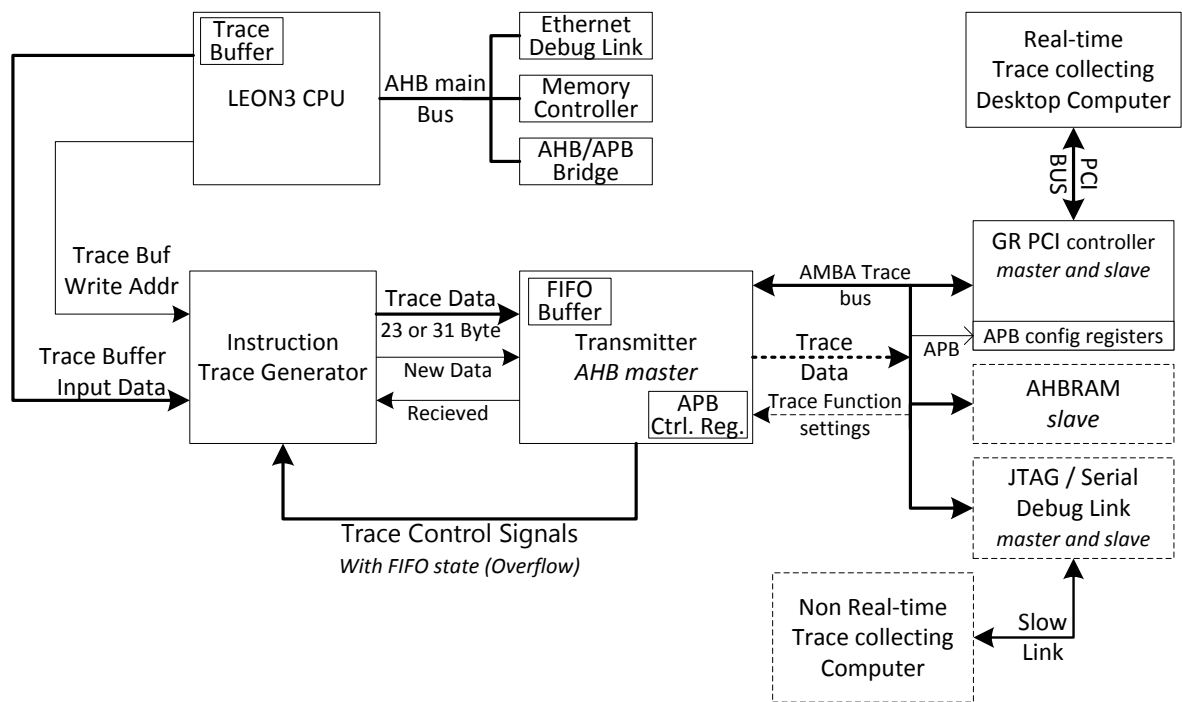 Trace
Buffer
LEON3 CPU
AHB main
Bus
Ethernet
Debug Link
Memory
Controller
AHB/APB
Bridge
Real-time
Trace collecting
Desktop Computer
PCI
BUS
Trace Buf
Write Addr
Trace Buffer
Input Data
Instruction
Trace Generator
Trace Data
23 or 31 Byte
New Data
Recieved
FIFO
Buffer
Transmitter
AHB master
APB
Ctrl. Reg.
AMBA Trace
bus
Trace
Data
Trace Function
settings
APB
GR PCI controller
master and slave
APB config registers
AHBRAM
slave
JTAG / Serial
Debug Link
master and slave
Trace Control Signals
With FIFO state (Overflow)
Non Real-time
Trace collecting
Computer
Slow
Link